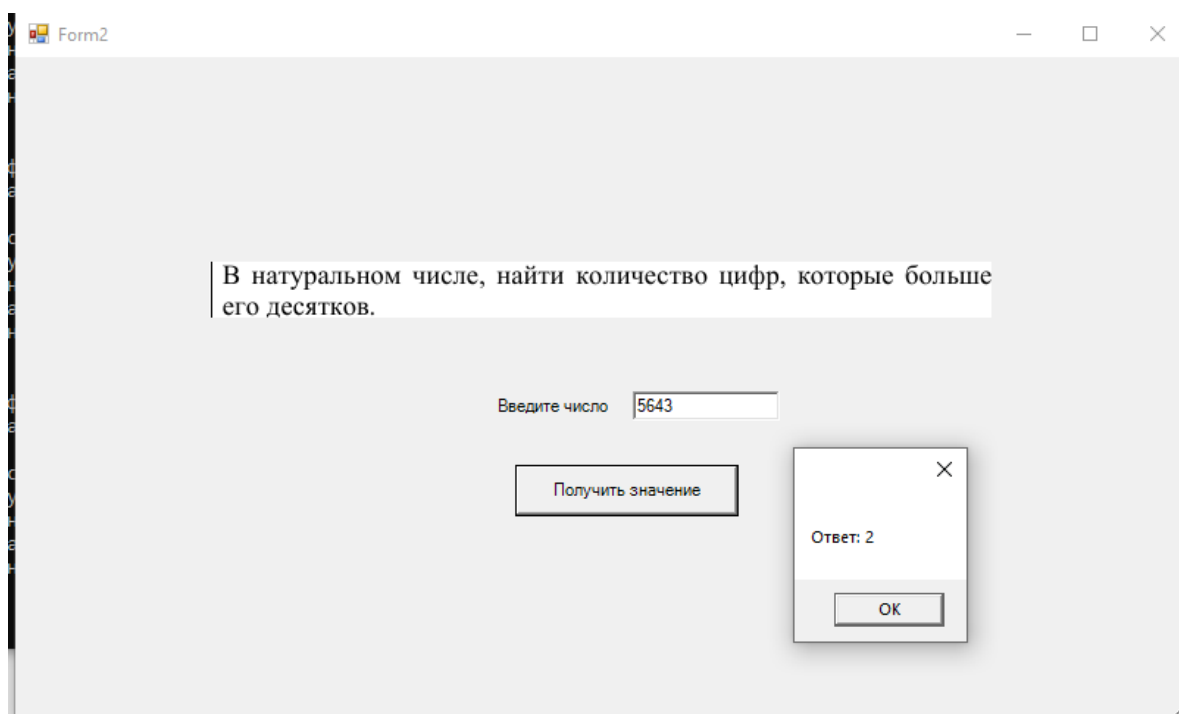 Form2
В натуральном числе, найти количество цифр, которые больше
его десятков.
Введите число 5643
Получить значение
Ответ: 2
OK